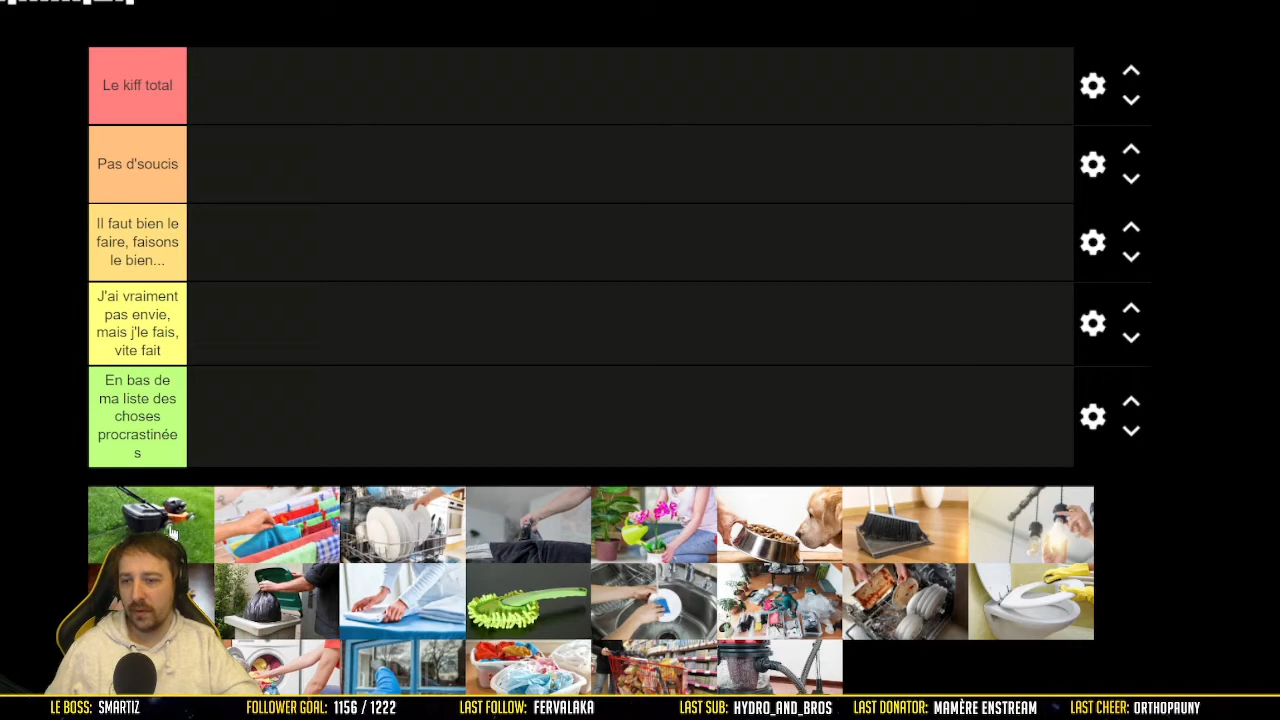 Le kiff total
Pas d'soucis
Il faut bien le
faire, faisons
le bien...
J'ai vraiment
pas envie,
mais j'le fais,
vite fait
En bas de
ma liste des
choses
procrastinée
s
LE BOSS: SMARTIZ
FOLLOWER GOAL: 1156 / 1222
LAST FOLLOW: FERVALAKA
LAST SUB: HYDRO_AND_BROS
LAST DONATOR: MAMÈRE ENSTREAM
LAST CHEER: ORTHOPAUNY